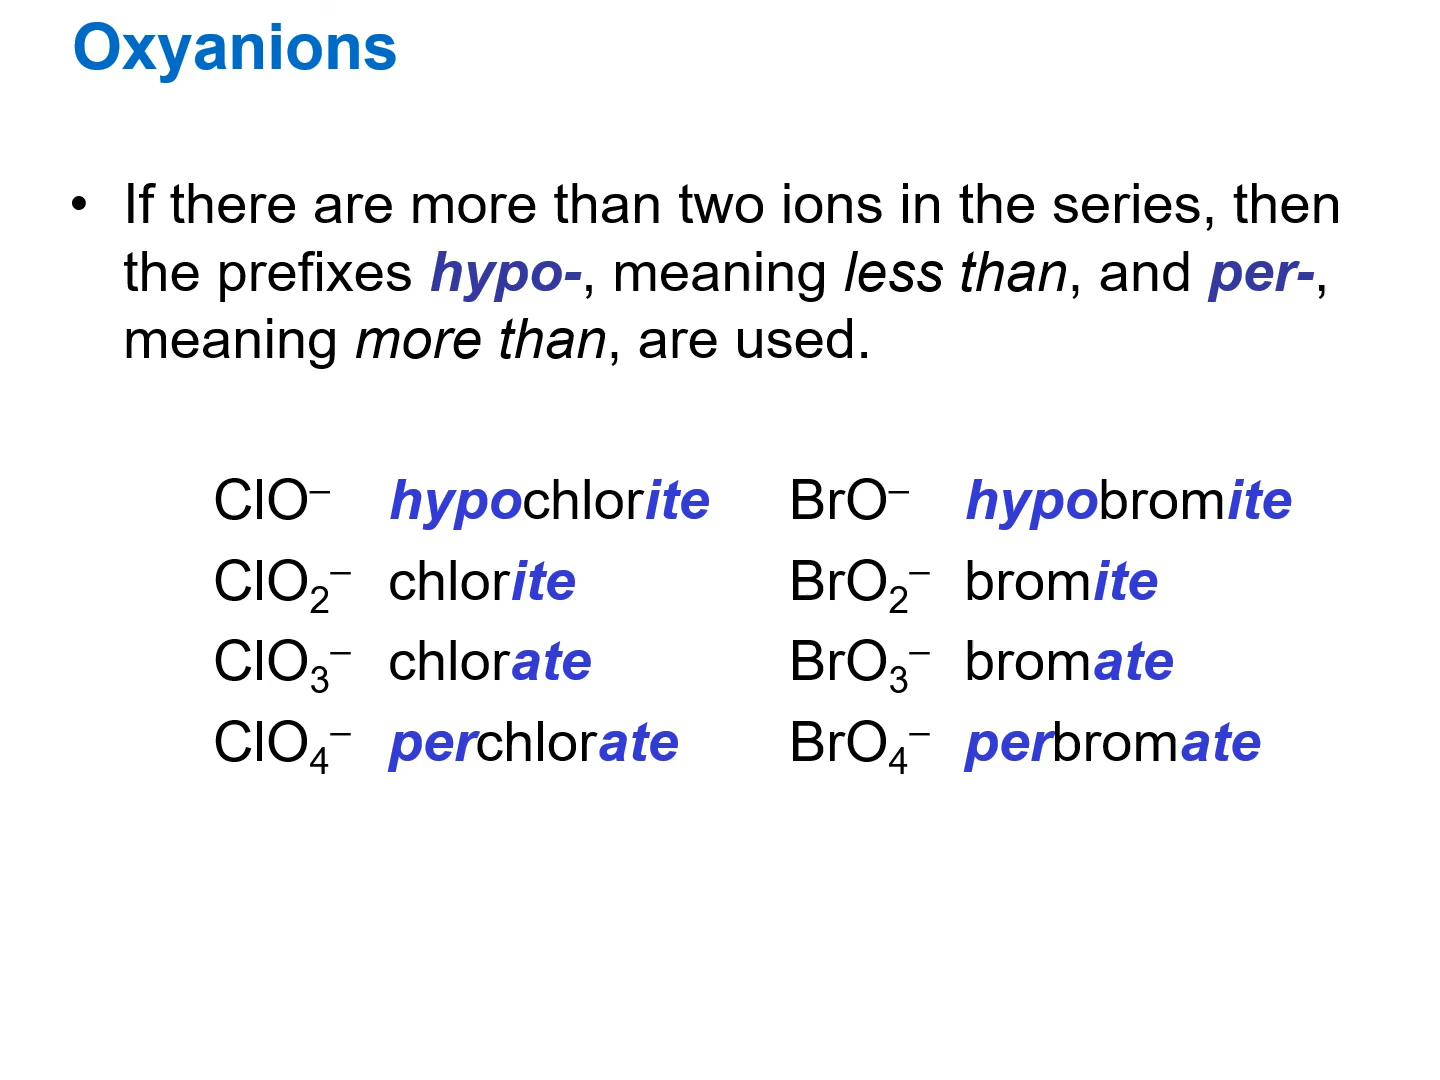 Oxyanions
• If there are more than two ions in the series, then
the prefixes hypo-, meaning less than, and per-,
meaning more than, are used.
ClO⁻ hypochlorite BrO⁻ hypobromite
ClO₂⁻ chlorite BrO₂⁻ bromite
ClO₃⁻ chlorate BrO₃⁻ bromate
ClO₄⁻ perchlorate BrO₄⁻ perbromate